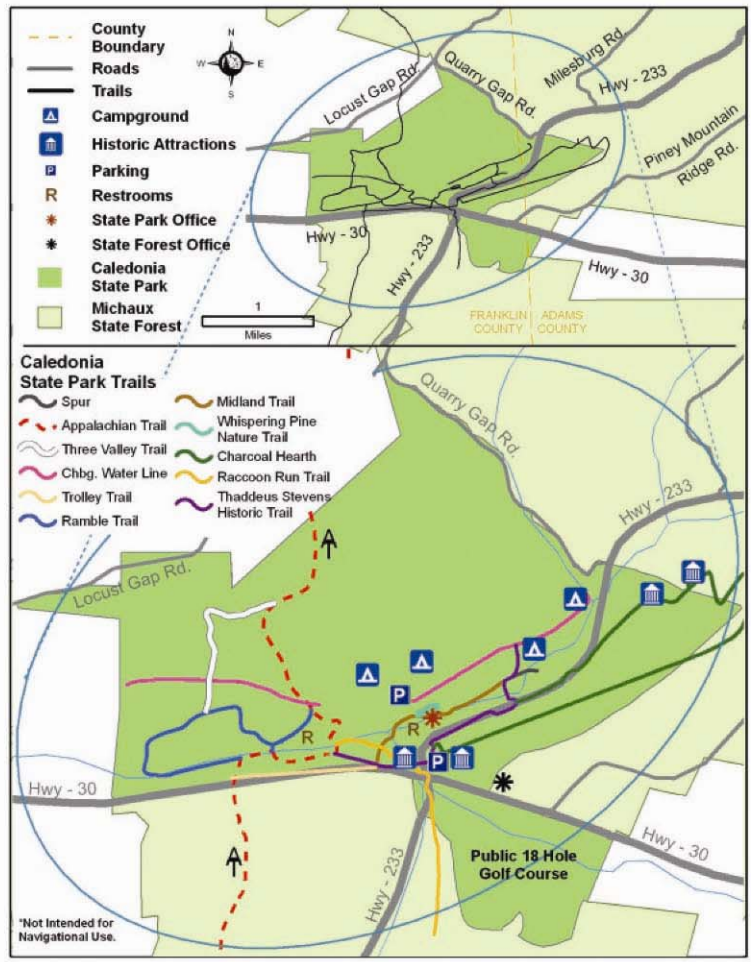 County
Boundary
Roads
Trails
Campground
Historic Attractions
P
Parking
R
Restrooms
State Park Office
State Forest Office
Caledonia
State Park
Michaux
State Forest
N
W
E
S
1
Miles
Locust Gap Rd.
Quarry Gap Rd.
Milesburg Rd.
Hwy - 233
Piney Mountain
Ridge Rd.
Hwy - 30
Hwy - 233
Hwy - 30
FRANKLIN
COUNTY
ADAMS
COUNTY
Caledonia
State Park Trails
Spur
Appalachian Trail
Three Valley Trail
Chbg. Water Line
Trolley Trail
Ramble Trail
Midland Trail
Whispering Pine
Nature Trail
Charcoal Hearth
Raccoon Run Trail
Thaddeus Stevens
Historic Trail
Quarry Gap Rd.
Hwy - 233
Locust Gap Rd.
P
R
R
P
Hwy - 30
Hwy - 30
Hwy - 233
Public 18 Hole
Golf Course
*Not Intended for
Navigational Use.